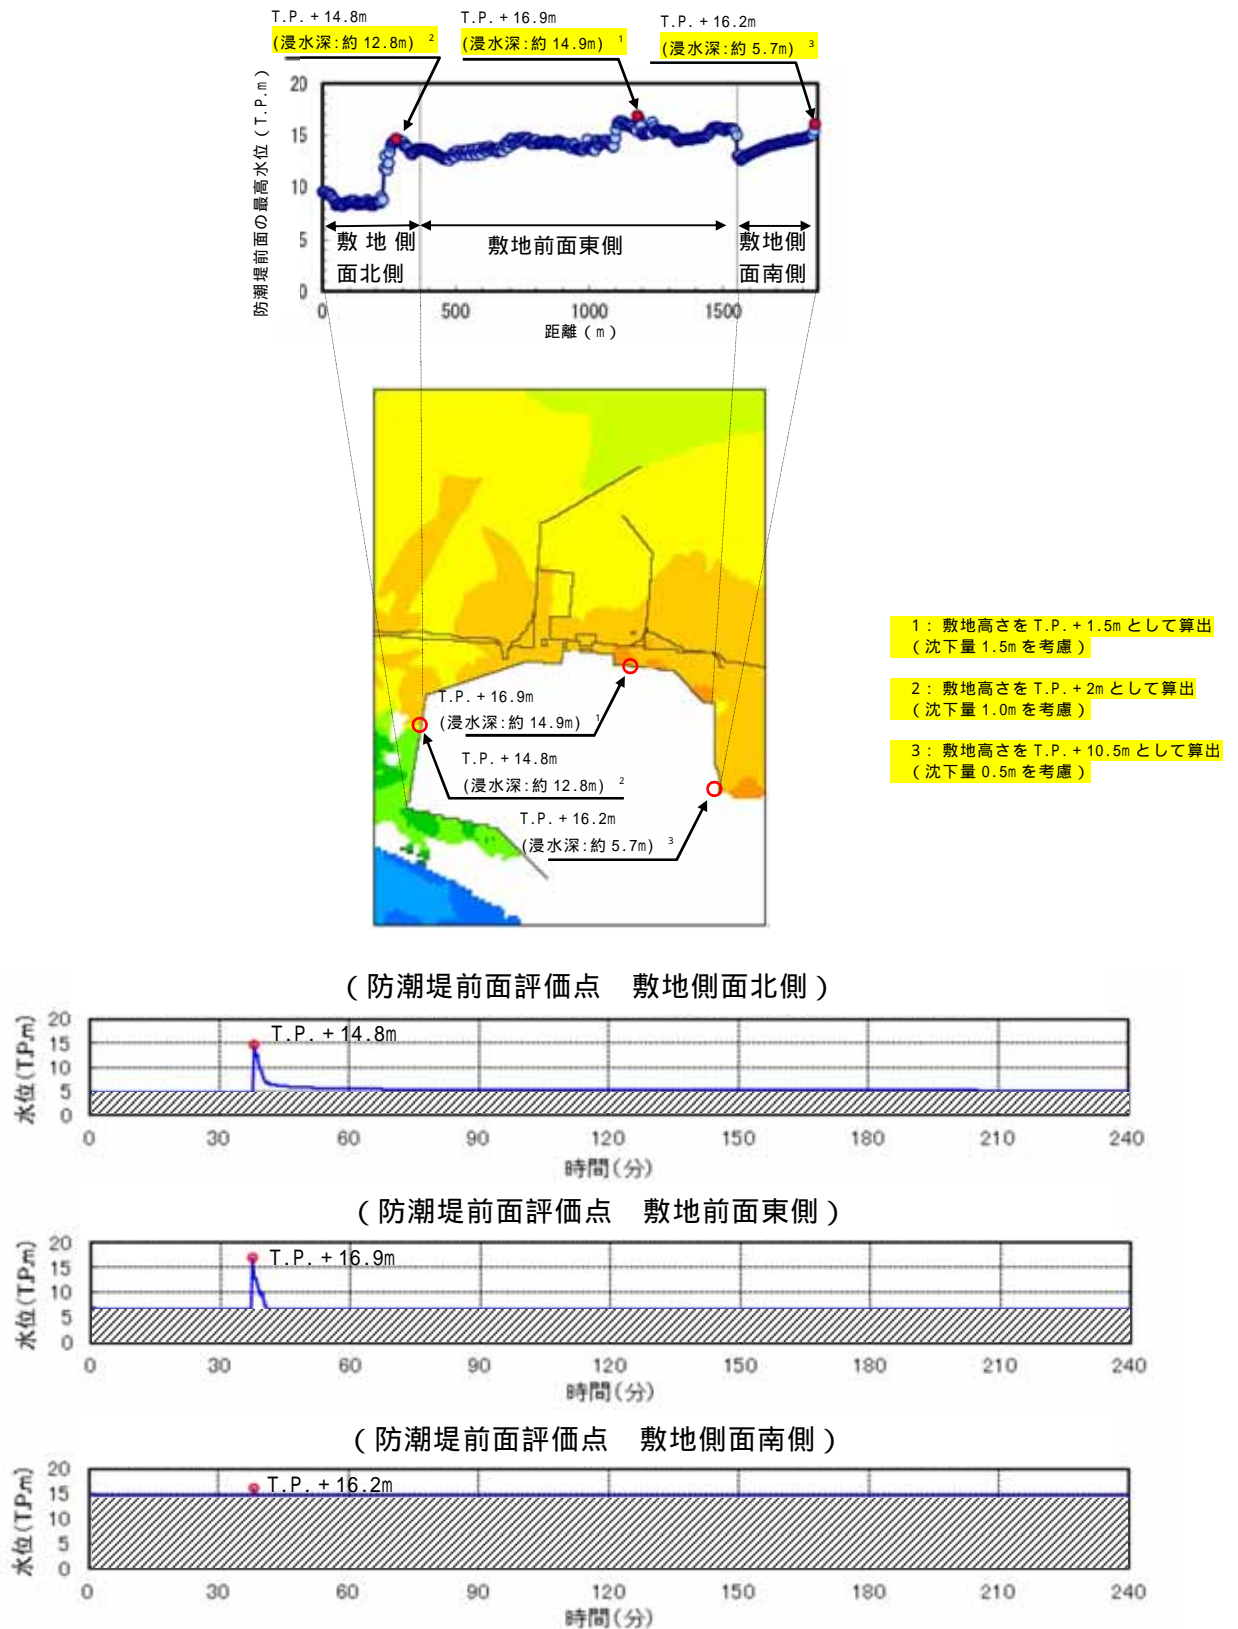 T.P.+14.8m
(浸水深:約12.8m) 2
T.P.+16.9m
(浸水深:約14.9m) 1
T.P.+16.2m
(浸水深:約5.7m) 3
防潮堤前面の最高水位(T.P.m)
20
15
10
5
0
敷地側
面北側
敷地前面東側
敷地側
面南側
0 500 1000 1500
距離(m)
T.P.+16.9m
(浸水深:約14.9m) 1
T.P.+14.8m
(浸水深:約12.8m) 2
T.P.+16.2m
(浸水深:約5.7m) 3
1:敷地高さをT.P.+1.5mとして算出
(沈下量1.5mを考慮)
2:敷地高さをT.P.+2mとして算出
(沈下量1.0mを考慮)
3:敷地高さをT.P.+10.5mとして算出
(沈下量0.5mを考慮)
(防潮堤前面評価点 敷地側面北側)
水位(T.P.m)
20
15
10
5
0
T.P.+14.8m
0 30 60 90 120 150 180 210 240
時間(分)
(防潮堤前面評価点 敷地前面東側)
水位(T.P.m)
20
15
10
5
0
T.P.+16.9m
0 30 60 90 120 150 180 210 240
時間(分)
(防潮堤前面評価点 敷地側面南側)
水位(T.P.m)
20
15
10
5
0
T.P.+16.2m
0 30 60 90 120 150 180 210 240
時間(分)